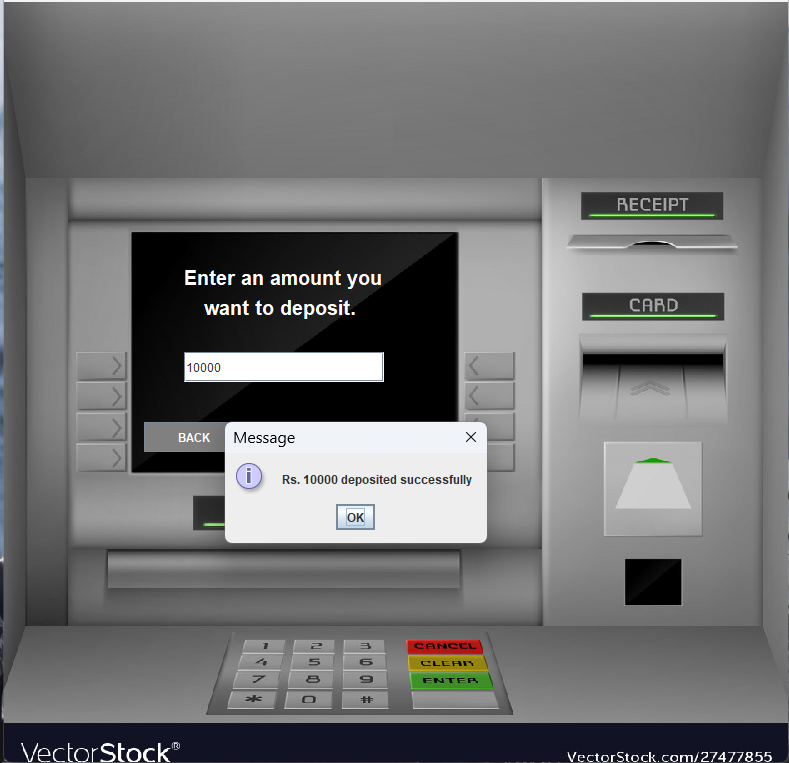 RECEIPT
Enter an amount you
want to deposit.
CARD
10000
BACK
Message
Rs. 10000 deposited successfully
OK
1 2 3 CANCEL
4 5 6 CLEAR
7 8 9 ENTER
* 0 #
VectorStock®
VectorStock.com/27477855